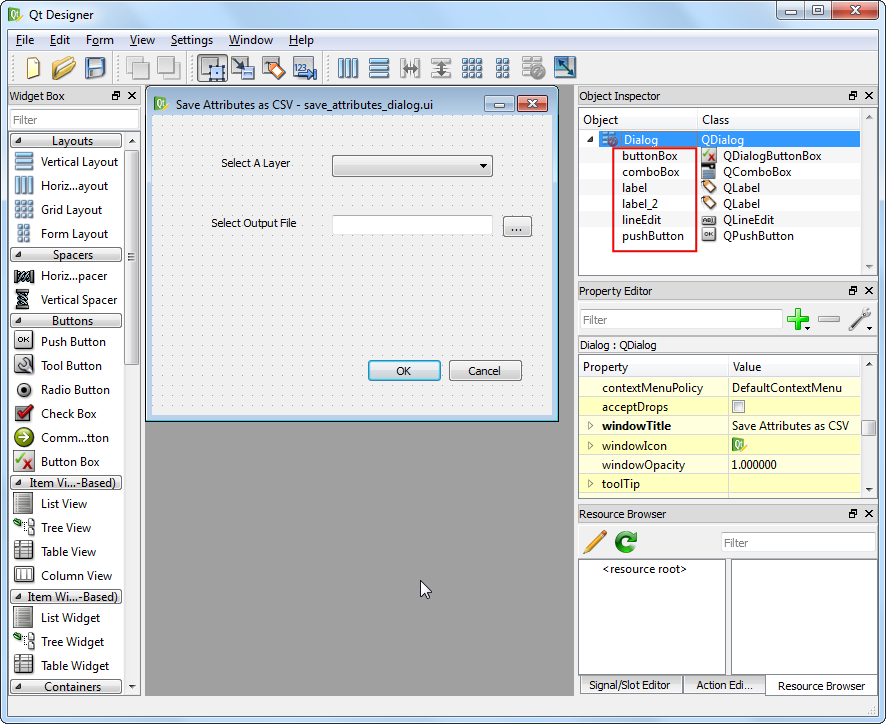 Qt Designer
File Edit Form View Settings Window Help
123
Widget Box
Filter
Layouts
Vertical Layout
Horiz...ayout
Grid Layout
Form Layout
Spacers
Horiz...pacer
Vertical Spacer
Buttons
OK Push Button
Tool Button
Radio Button
Check Box
Comm...tton
Button Box
Item Vi...-Based)
List View
Tree View
Table View
Column View
Item Wi...-Based)
List Widget
Tree Widget
Table Widget
Containers
Save Attributes as CSV - save_attributes_dialog.ui
Select A Layer
Select Output File
...
OK Cancel
Object Inspector
Object Class
Dialog QDialog
buttonBox QDialogButtonBox
comboBox QComboBox
label QLabel
label_2 QLabel
lineEdit QLineEdit
pushButton OK QPushButton
Property Editor
Filter
Dialog : QDialog
Property Value
contextMenuPolicy DefaultContextMenu
acceptDrops
windowTitle Save Attributes as CSV
windowIcon
windowOpacity 1.000000
toolTip
Resource Browser
Filter
<resource root>
Signal/Slot Editor Action Edi... Resource Browser